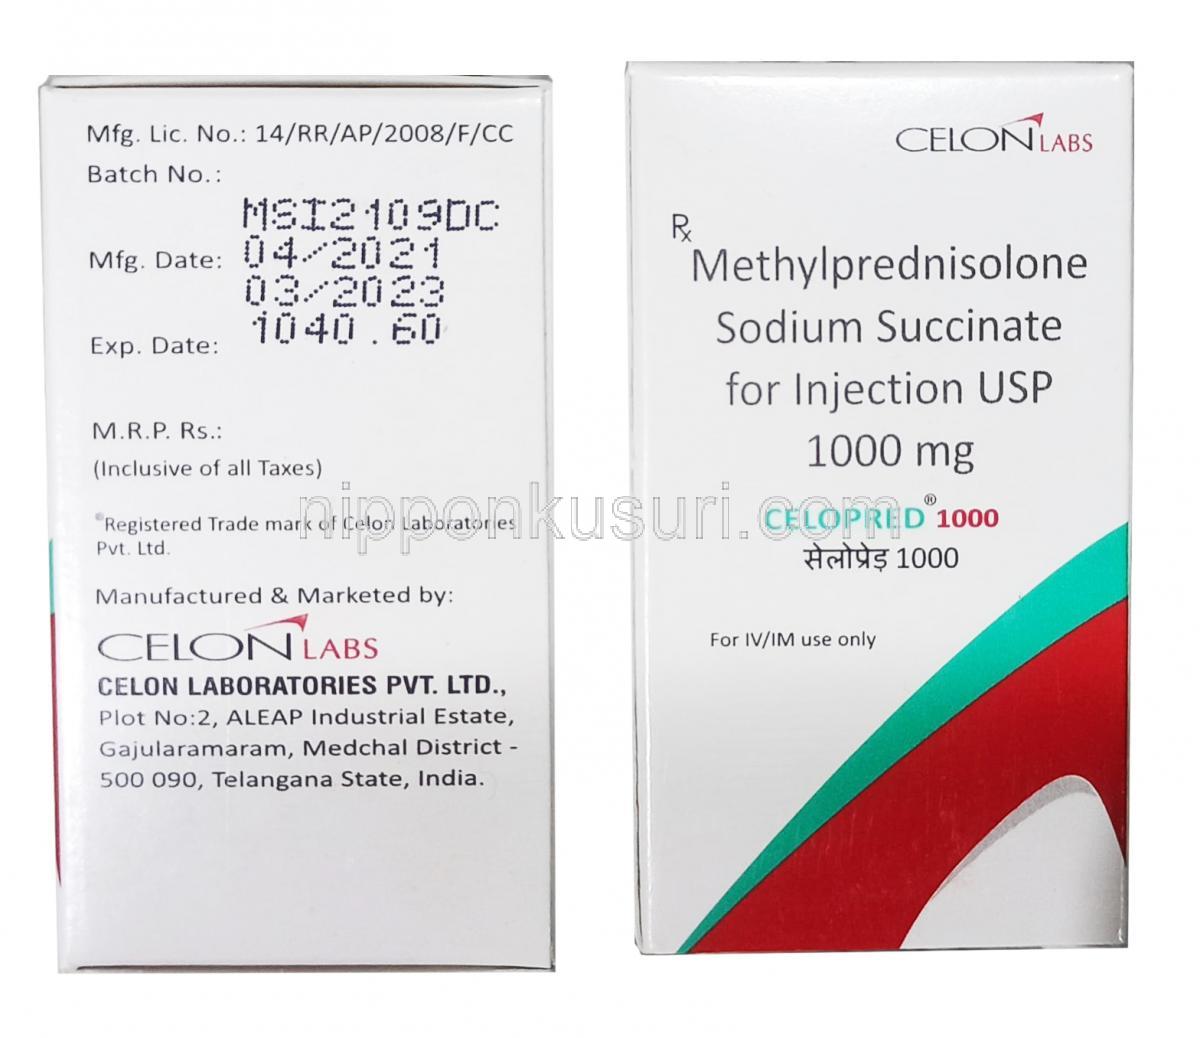 Mfg. Lic. No.: 14/RR/AP/2008/F/CC
Batch No.:
MSI2109DC
Mfg. Date: 04/2021
03/2023
Exp. Date: 1040.60
M.R.P. Rs.:
(Inclusive of all Taxes)
®Registered Trade mark of Celon Laboratories
Pvt. Ltd.
Manufactured & Marketed by:
CELON LABS
CELON LABORATORIES PVT. LTD.,
Plot No:2, ALEAP Industrial Estate,
Gajularamaram, Medchal District -
500 090, Telangana State, India.
CELON LABS
Rx
Methylprednisolone
Sodium Succinate
for Injection USP
1000 mg
CELOPRED® 1000
सेलोप्रेड़ 1000
For IV/IM use only
nipponkusuri.com